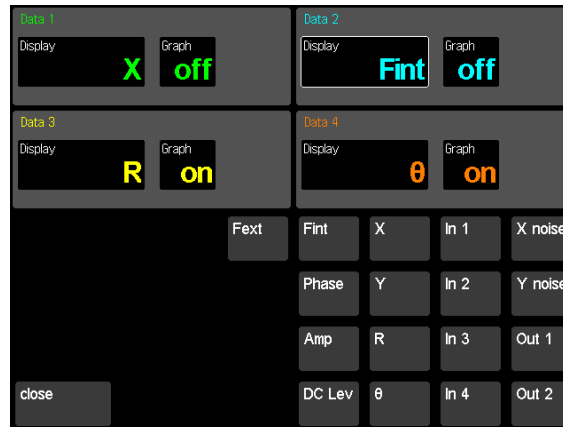 Data 1 Data 2
Display Graph Display Graph
X off Fint off
Data 3 Data 4
Display Graph Display Graph
R on θ on
Fext Fint X In 1 X noise
Phase Y In 2 Y noise
Amp R In 3 Out 1
close DC Lev θ In 4 Out 2